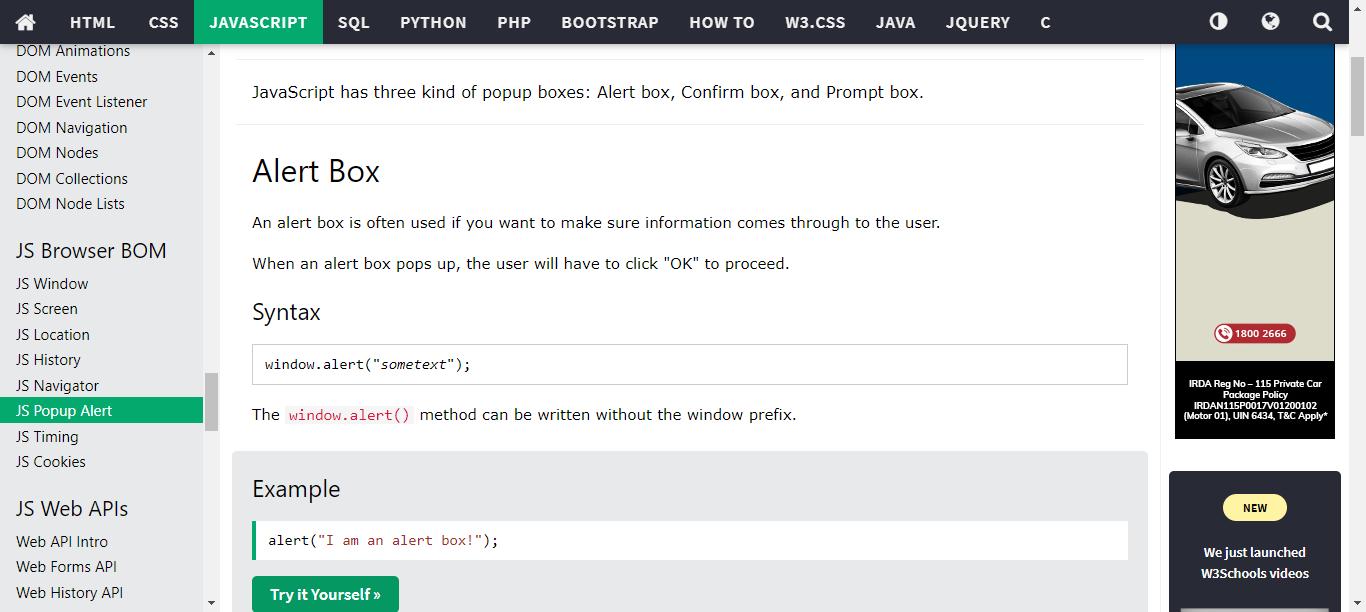 HTML CSS JAVASCRIPT SQL PYTHON PHP BOOTSTRAP HOW TO W3.CSS JAVA JQUERY C
DOM Animations
DOM Events
DOM Event Listener
DOM Navigation
DOM Nodes
DOM Collections
DOM Node Lists
JS Browser BOM
JS Window
JS Screen
JS Location
JS History
JS Navigator
JS Popup Alert
JS Timing
JS Cookies
JS Web APIs
Web API Intro
Web Forms API
Web History API
JavaScript has three kind of popup boxes: Alert box, Confirm box, and Prompt box.
Alert Box
An alert box is often used if you want to make sure information comes through to the user.
When an alert box pops up, the user will have to click "OK" to proceed.
Syntax
window.alert("sometext");
The window.alert() method can be written without the window prefix.
Example
alert("I am an alert box!");
Try it Yourself »
1800 2666
IRDA Reg No – 115 Private Car
Package Policy
IRDAN115P0017V01200102
(Motor 01), UIN 6434, T&C Apply*
NEW
We just launched
W3Schools videos